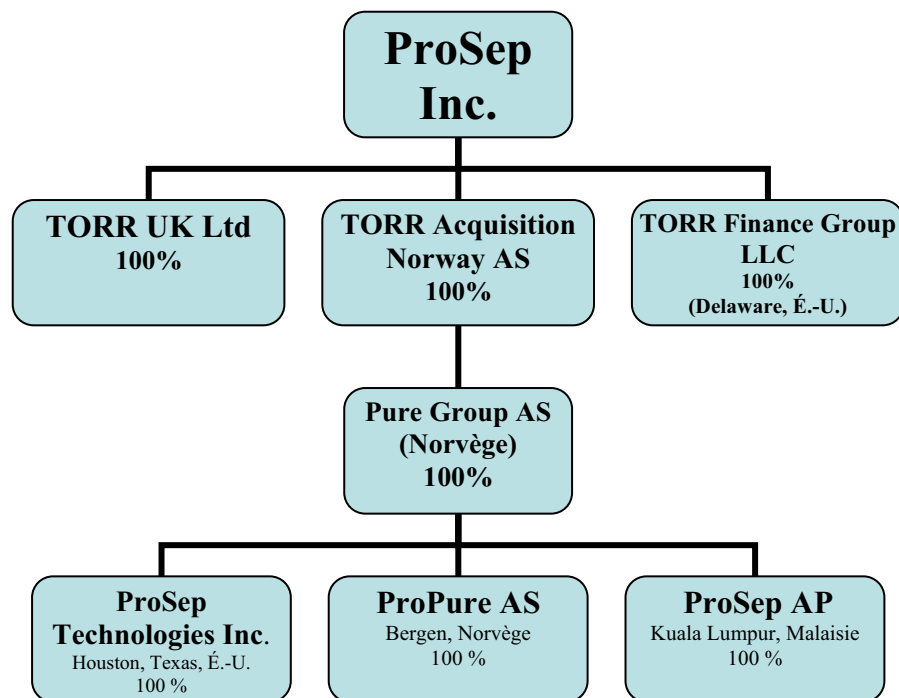 ProSep
Inc.
TORR UK Ltd
100%
TORR Acquisition
Norway AS
100%
TORR Finance Group
LLC
100%
(Delaware, É.-U.)
Pure Group AS
(Norvège)
100%
ProSep
Technologies Inc.
Houston, Texas, É.-U.
100 %
ProPure AS
Bergen, Norvège
100 %
ProSep AP
Kuala Lumpur, Malaisie
100 %